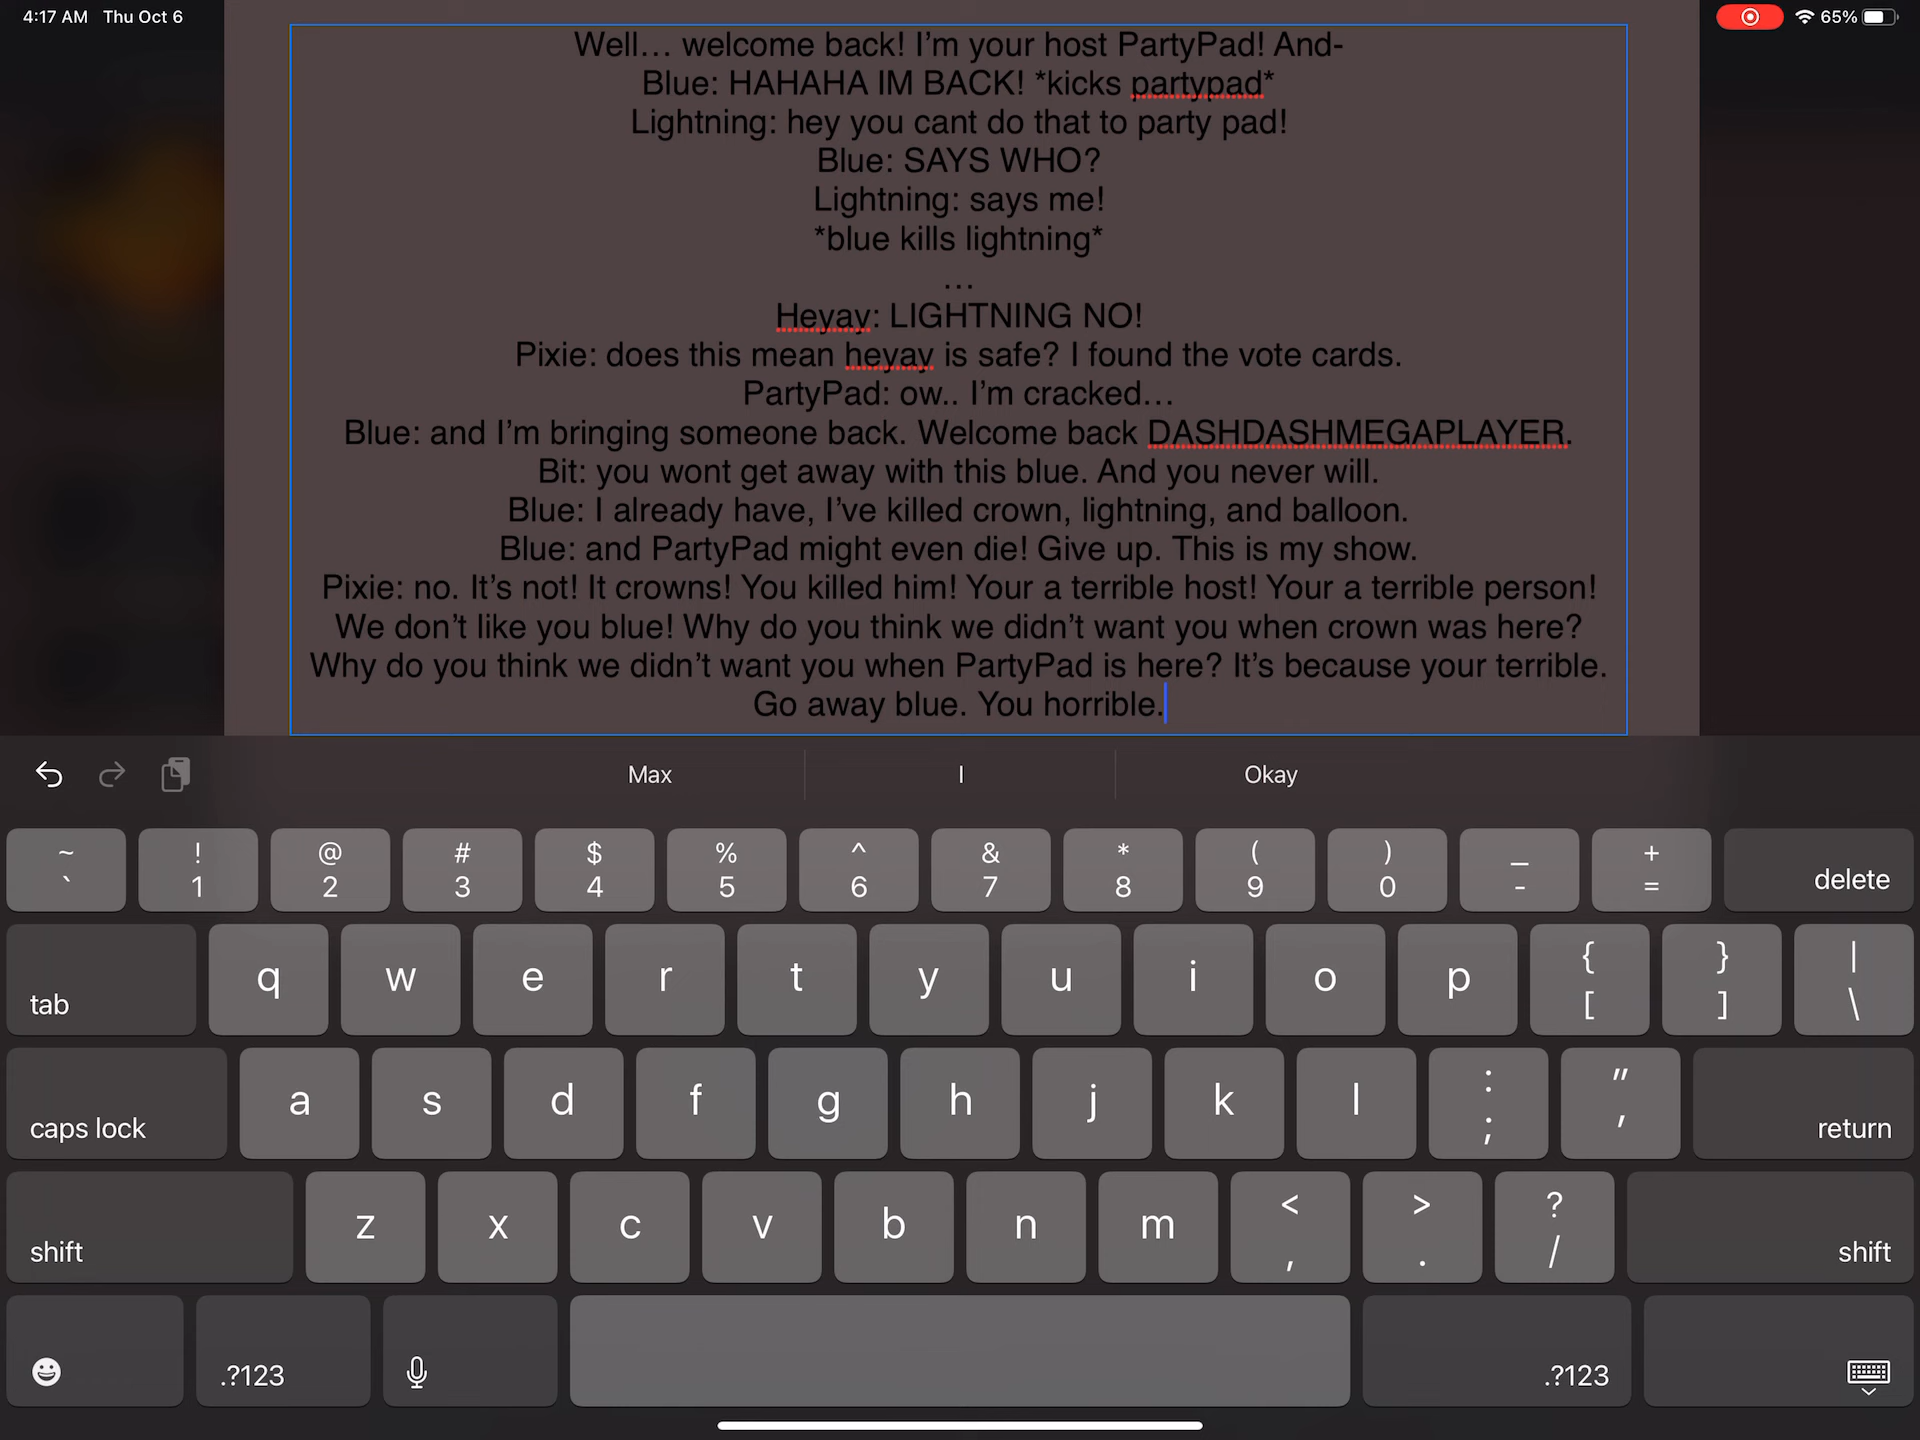 4:17 AM Thu Oct 6 65%
Well… welcome back! I’m your host PartyPad! And-
Blue: HAHAHA IM BACK! *kicks partypad*
Lightning: hey you cant do that to party pad!
Blue: SAYS WHO?
Lightning: says me!
*blue kills lightning*
…
Heyay: LIGHTNING NO!
Pixie: does this mean heyay is safe? I found the vote cards.
PartyPad: ow.. I’m cracked…
Blue: and I’m bringing someone back. Welcome back DASHDASHMEGAPLAYER.
Bit: you wont get away with this blue. And you never will.
Blue: I already have, I’ve killed crown, lightning, and balloon.
Blue: and PartyPad might even die! Give up. This is my show.
Pixie: no. It’s not! It crowns! You killed him! Your a terrible host! Your a terrible person!
We don’t like you blue! Why do you think we didn’t want you when crown was here?
Why do you think we didn’t want you when PartyPad is here? It’s because your terrible.
Go away blue. You horrible.
Max I Okay
~ ! @ # $ % ^ & * ( ) _ +
` 1 2 3 4 5 6 7 8 9 0 - = delete
tab q w e r t y u i o p { [ } ] | \
caps lock a s d f g h j k l : ; " ' return
shift z x c v b n m < , > . ? / shift
.?123 .?123